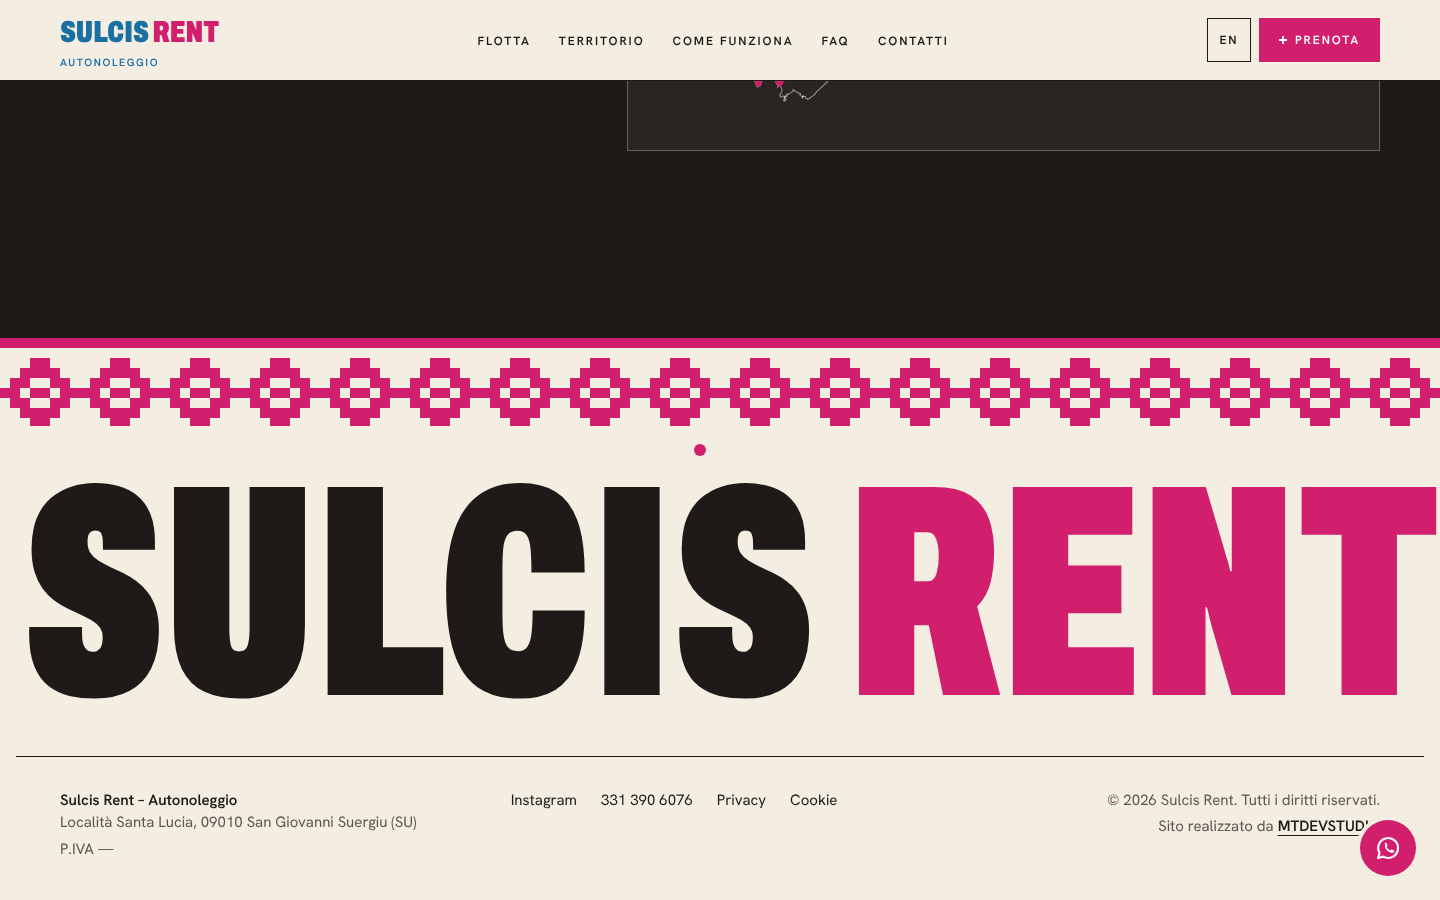 SULCIS RENT
AUTONOLEGGIO
FLOTTA TERRITORIO COME FUNZIONA FAQ CONTATTI
EN
+ PRENOTA
SULCIS RENT
Sulcis Rent – Autonoleggio
Località Santa Lucia, 09010 San Giovanni Suergiu (SU)
P.IVA —
Instagram 331 390 6076 Privacy Cookie
© 2026 Sulcis Rent. Tutti i diritti riservati.
Sito realizzato da